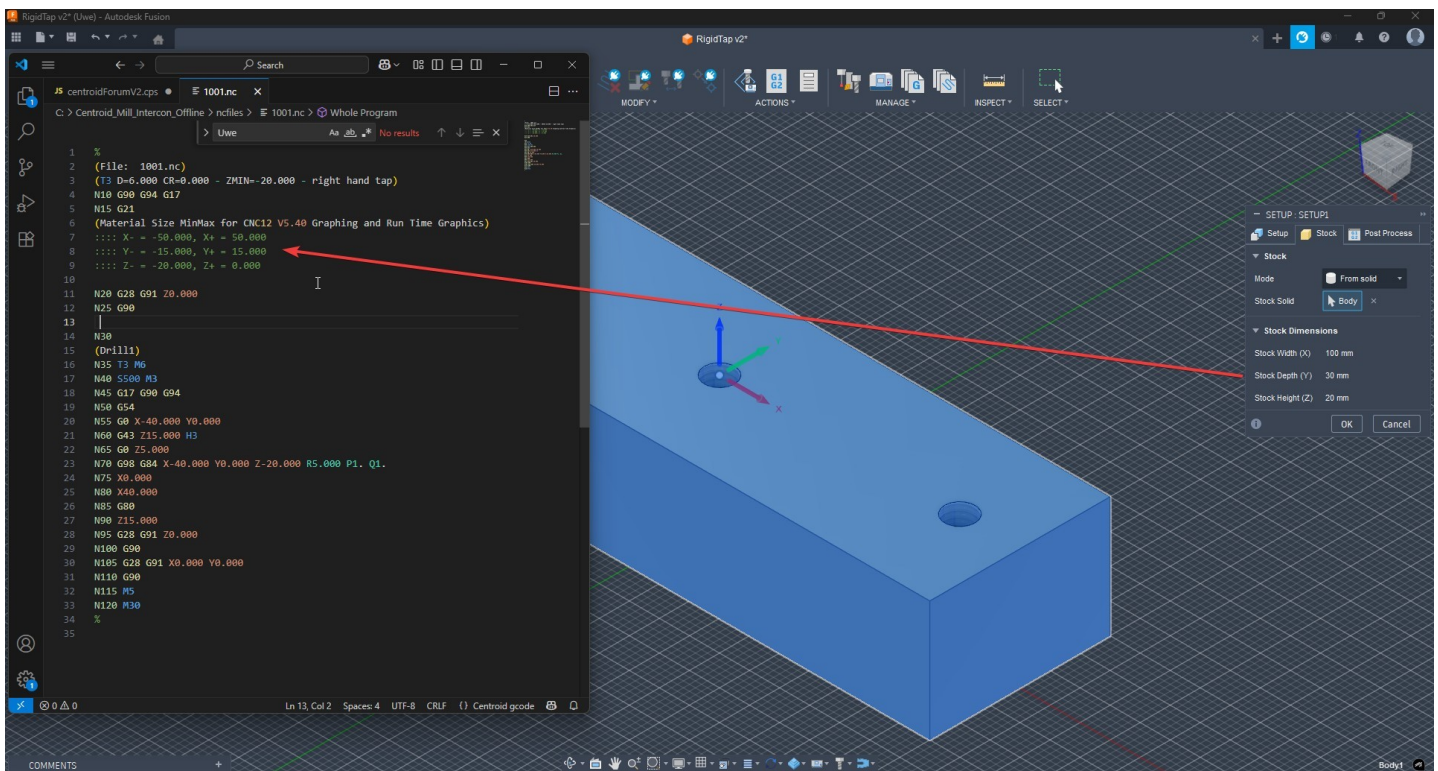 RigidTap v2* (Uwe) - Autodesk Fusion
RigidTap v2*
Search
JS centroidForumV2.cps
1001.nc
C: > Centroid_Mill_Intercon_Offline > ncfiles > 1001.nc > Whole Program
Uwe
Aa ab, .*
No results
1 %
2 (File: 1001.nc)
3 (T3 D=6.000 CR=0.000 - ZMIN=-20.000 - right hand tap)
4 N10 G90 G94 G17
5 N15 G21
6 (Material Size MinMax for CNC12 V5.40 Graphing and Run Time Graphics)
7 :::: X- = -50.000, X+ = 50.000
8 :::: Y- = -15.000, Y+ = 15.000
9 :::: Z- = -20.000, Z+ = 0.000
10
11 N20 G28 G91 Z0.000
12 N25 G90
13
14 N30
15 (Drill1)
16 N35 T3 M6
17 N40 S500 M3
18 N45 G17 G90 G94
19 N50 G54
20 N55 G0 X-40.000 Y0.000
21 N60 G43 Z15.000 H3
22 N65 G0 Z5.000
23 N70 G98 G84 X-40.000 Y0.000 Z-20.000 R5.000 P1. Q1.
24 N75 X0.000
25 N80 X40.000
26 N85 G80
27 N90 Z15.000
28 N95 G28 G91 Z0.000
29 N100 G90
30 N105 G28 G91 X0.000 Y0.000
31 N110 G90
32 N115 M5
33 N120 M30
34 %
35
1
1
0 0
Ln 13, Col 2 Spaces: 4 UTF-8 CRLF {} Centroid gcode
MODIFY
G1
G2
ACTIONS
G
MANAGE
INSPECT
SELECT
Z
Y
X
SETUP : SETUP1
Setup
Stock
Post Process
Stock
Mode From solid
Stock Solid Body
Stock Dimensions
Stock Width (X) 100 mm
Stock Depth (Y) 30 mm
Stock Height (Z) 20 mm
OK Cancel
COMMENTS
Body1